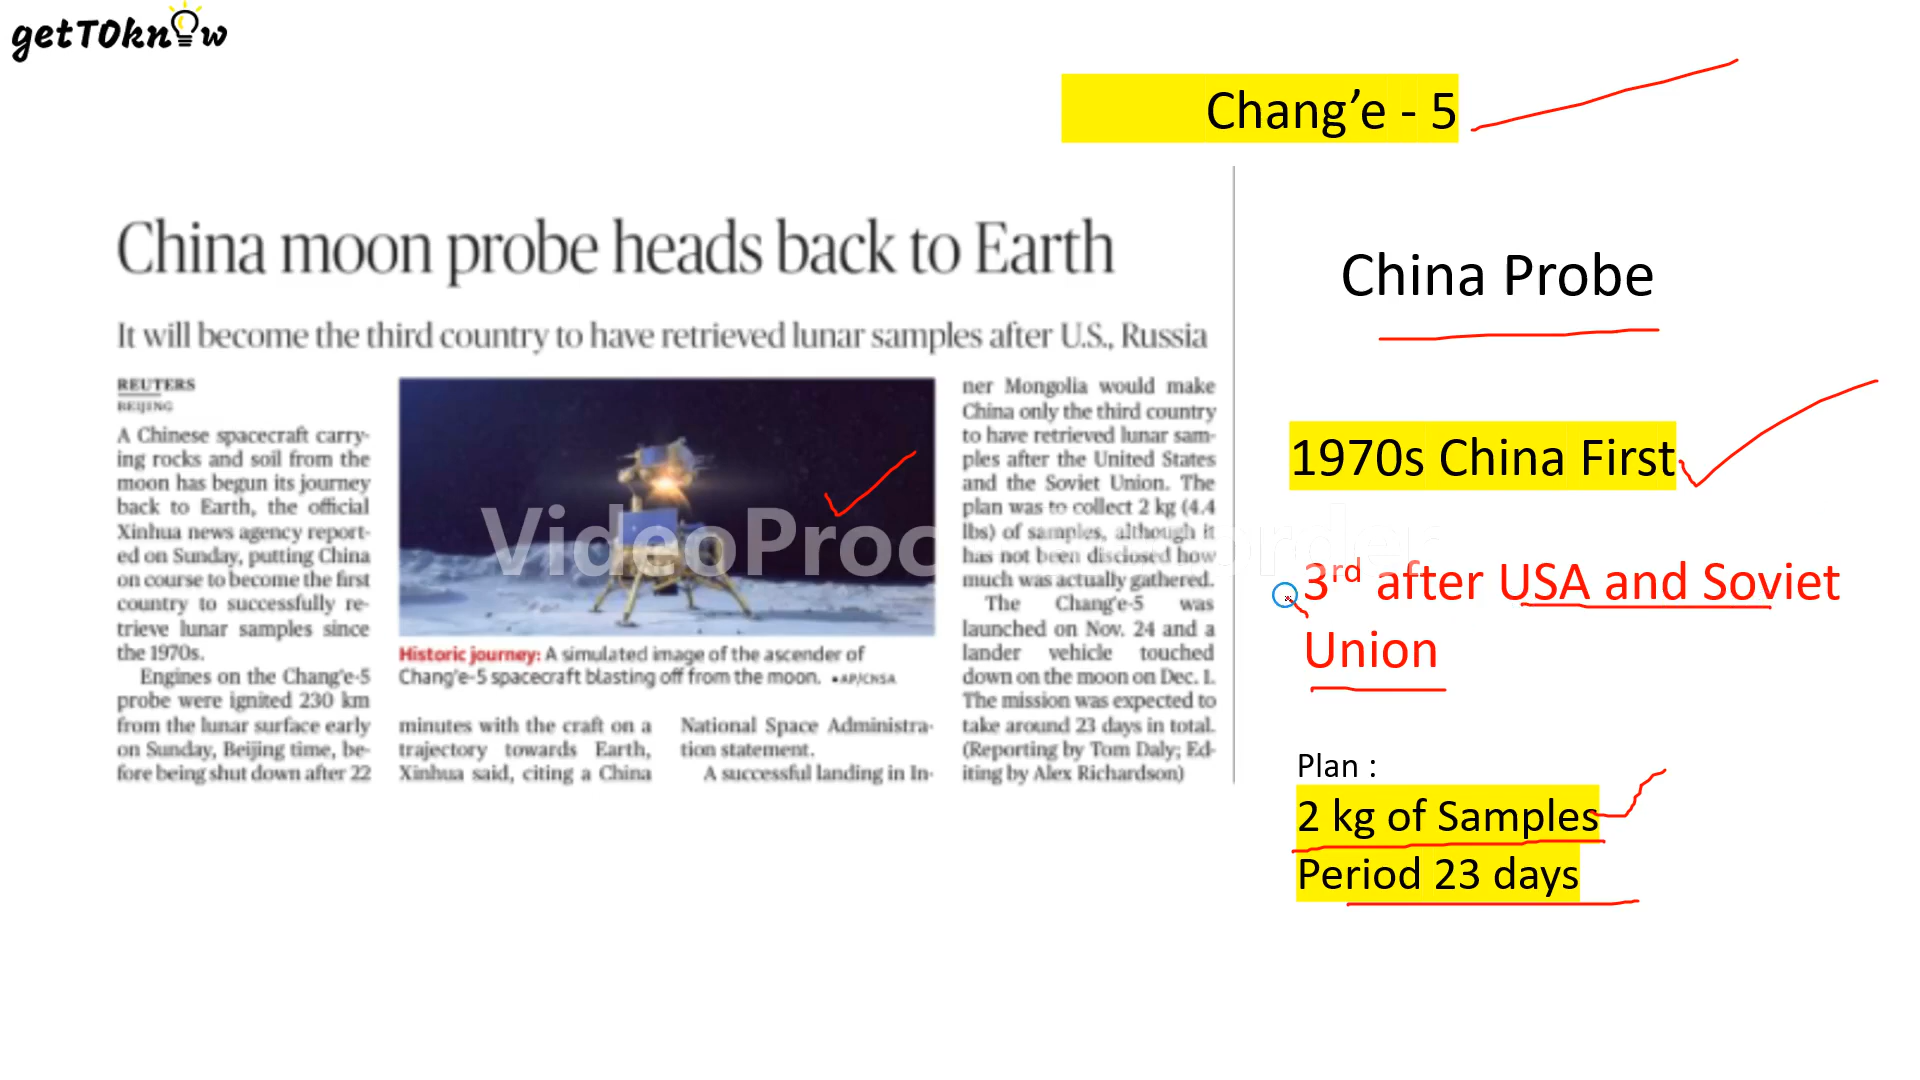 getTOknow
Chang’e - 5
China moon probe heads back to Earth
It will become the third country to have retrieved lunar samples after U.S., Russia
REUTERS
BEIJING
A Chinese spacecraft carry-
ing rocks and soil from the
moon has begun its journey
back to Earth, the official
Xinhua news agency report-
ed on Sunday, putting China
on course to become the first
country to successfully re-
trieve lunar samples since
the 1970s.
Engines on the Chang'e-5
probe were ignited 230 km
from the lunar surface early
on Sunday, Beijing time, be-
fore being shut down after 22
Historic journey: A simulated image of the ascender of
Chang'e-5 spacecraft blasting off from the moon. •AP/CNSA
minutes with the craft on a
trajectory towards Earth,
Xinhua said, citing a China
National Space Administra-
tion statement.
A successful landing in In-
ner Mongolia would make
China only the third country
to have retrieved lunar sam-
ples after the United States
and the Soviet Union. The
plan was to collect 2 kg (4.4
lbs) of samples, although it
has not been disclosed how
much was actually gathered.
The Chang'e-5 was
launched on Nov. 24 and a
lander vehicle touched
down on the moon on Dec. 1.
The mission was expected to
take around 23 days in total.
(Reporting by Tom Daly; Ed-
iting by Alex Richardson)
China Probe
1970s China First
3rd after USA and Soviet
Union
Plan :
2 kg of Samples
Period 23 days